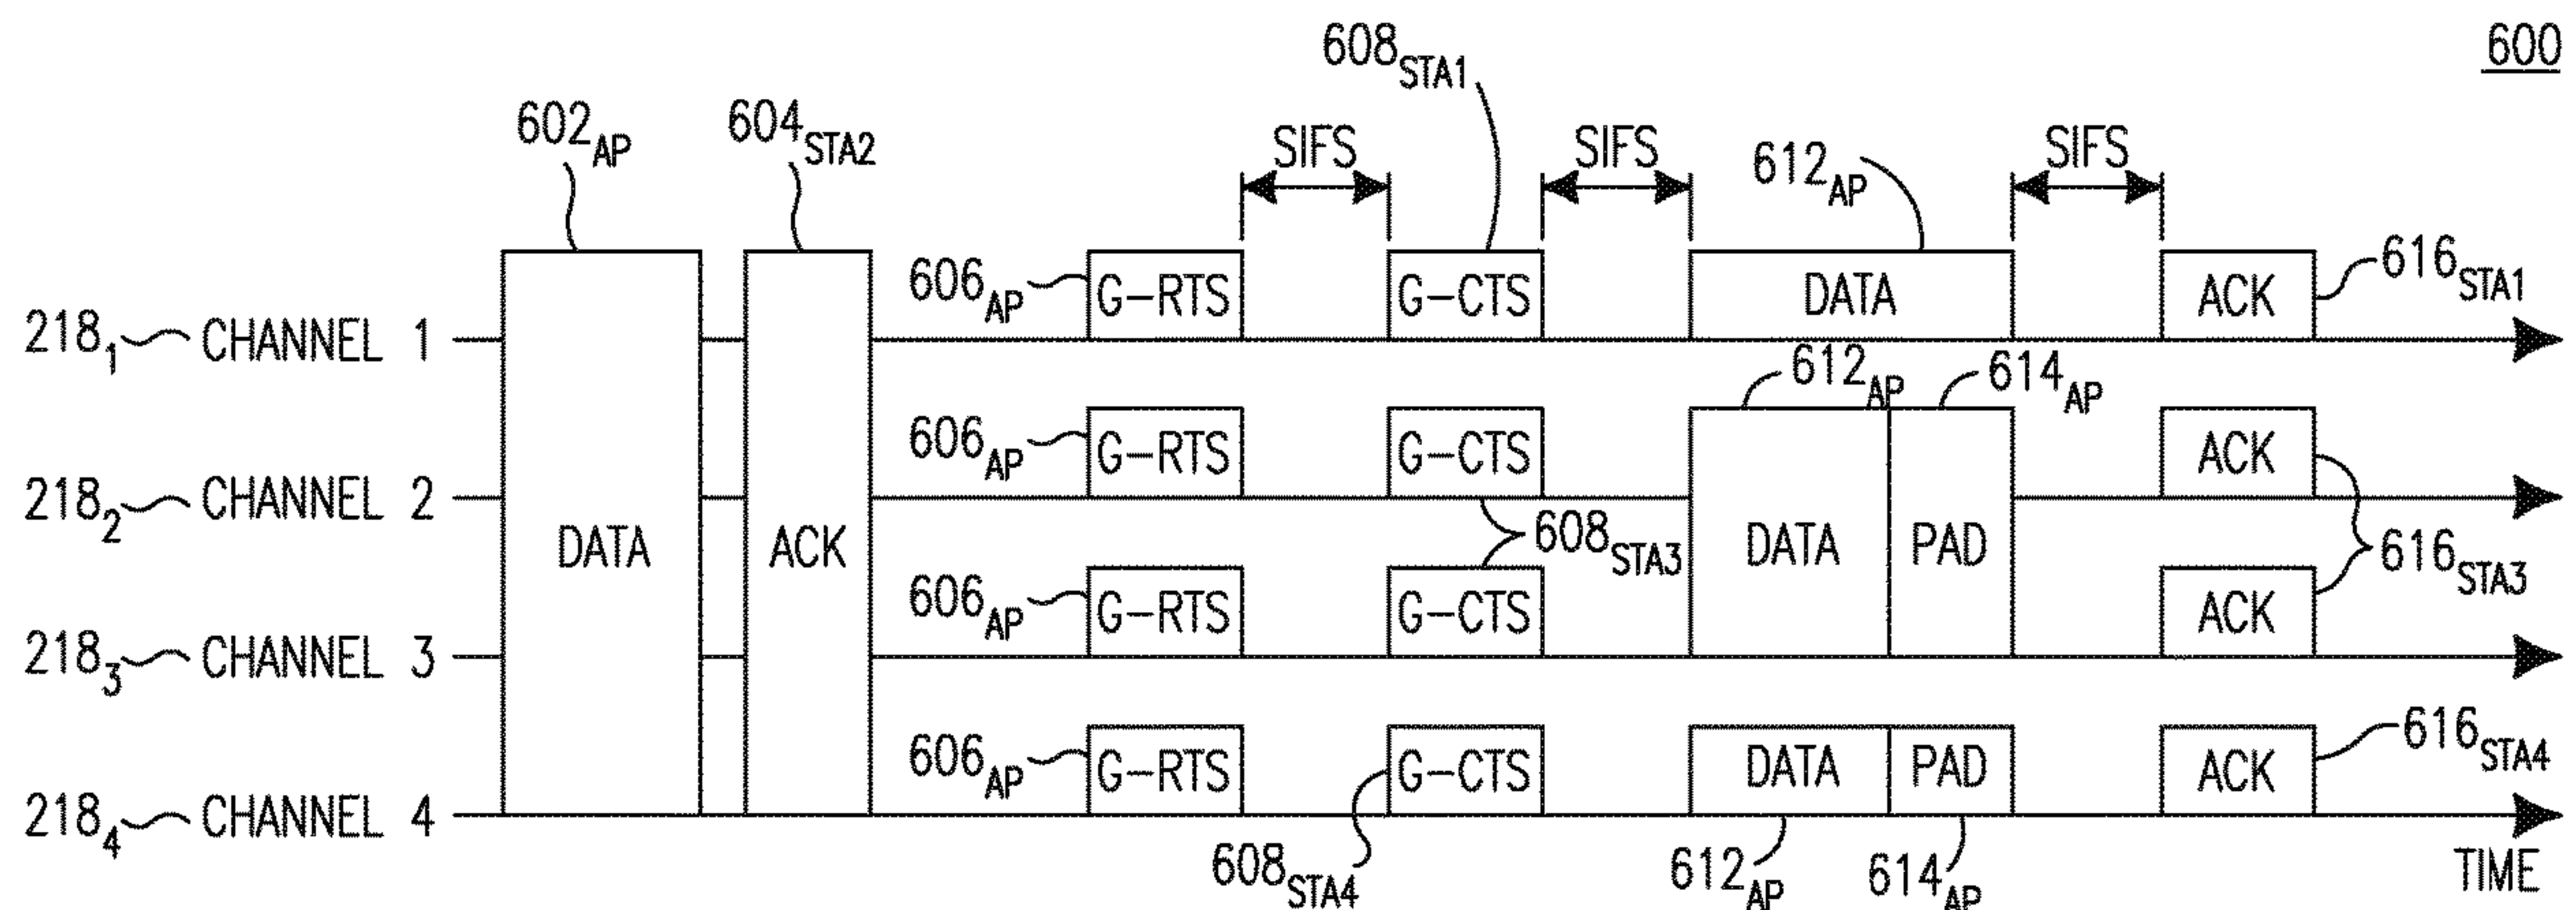 600
608STA1
602AP
604STA2
SIFS
SIFS
612AP
SIFS
2181 CHANNEL 1
606AP
G-RTS
G-CTS
DATA
ACK
616STA1
612AP
614AP
2182 CHANNEL 2
606AP
G-RTS
G-CTS
ACK
DATA
ACK
608STA3
DATA
PAD
616STA3
2183 CHANNEL 3
606AP
G-RTS
G-CTS
ACK
2184 CHANNEL 4
606AP
G-RTS
G-CTS
DATA
PAD
ACK
616STA4
608STA4
612AP
614AP
TIME